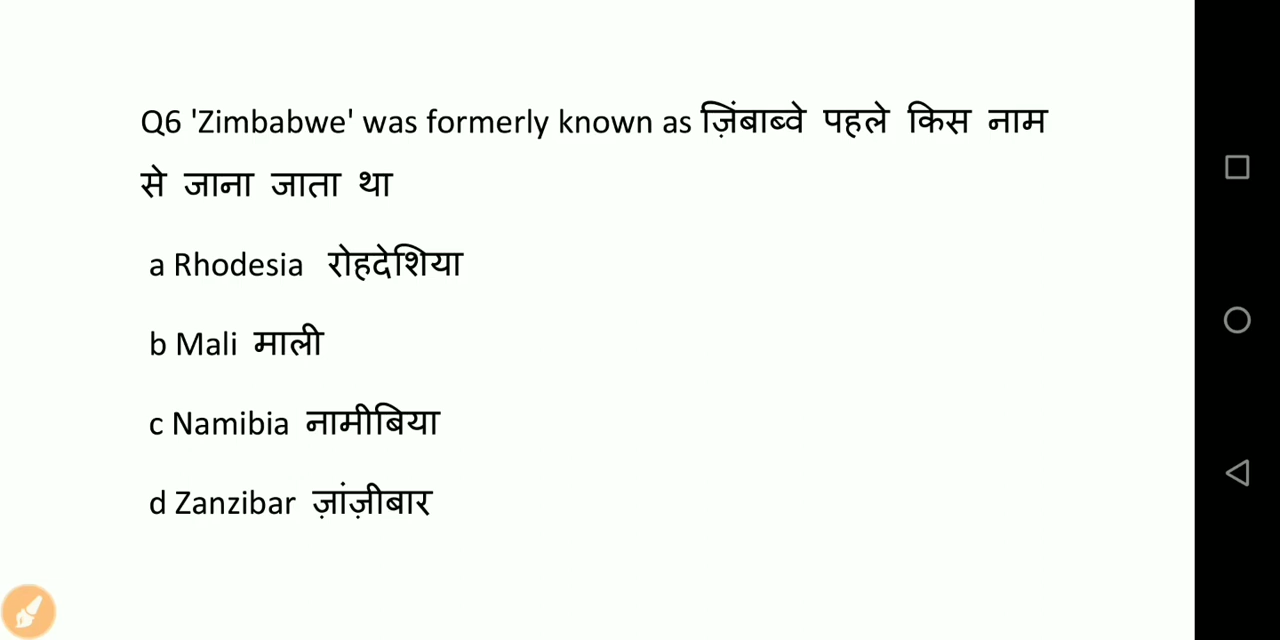 Q6 'Zimbabwe' was formerly known as ज़िंबाब्वे पहले किस नाम
से जाना जाता था
a Rhodesia रोहदेशिया
b Mali माली
c Namibia नामीबिया
d Zanzibar ज़ांज़ीबार